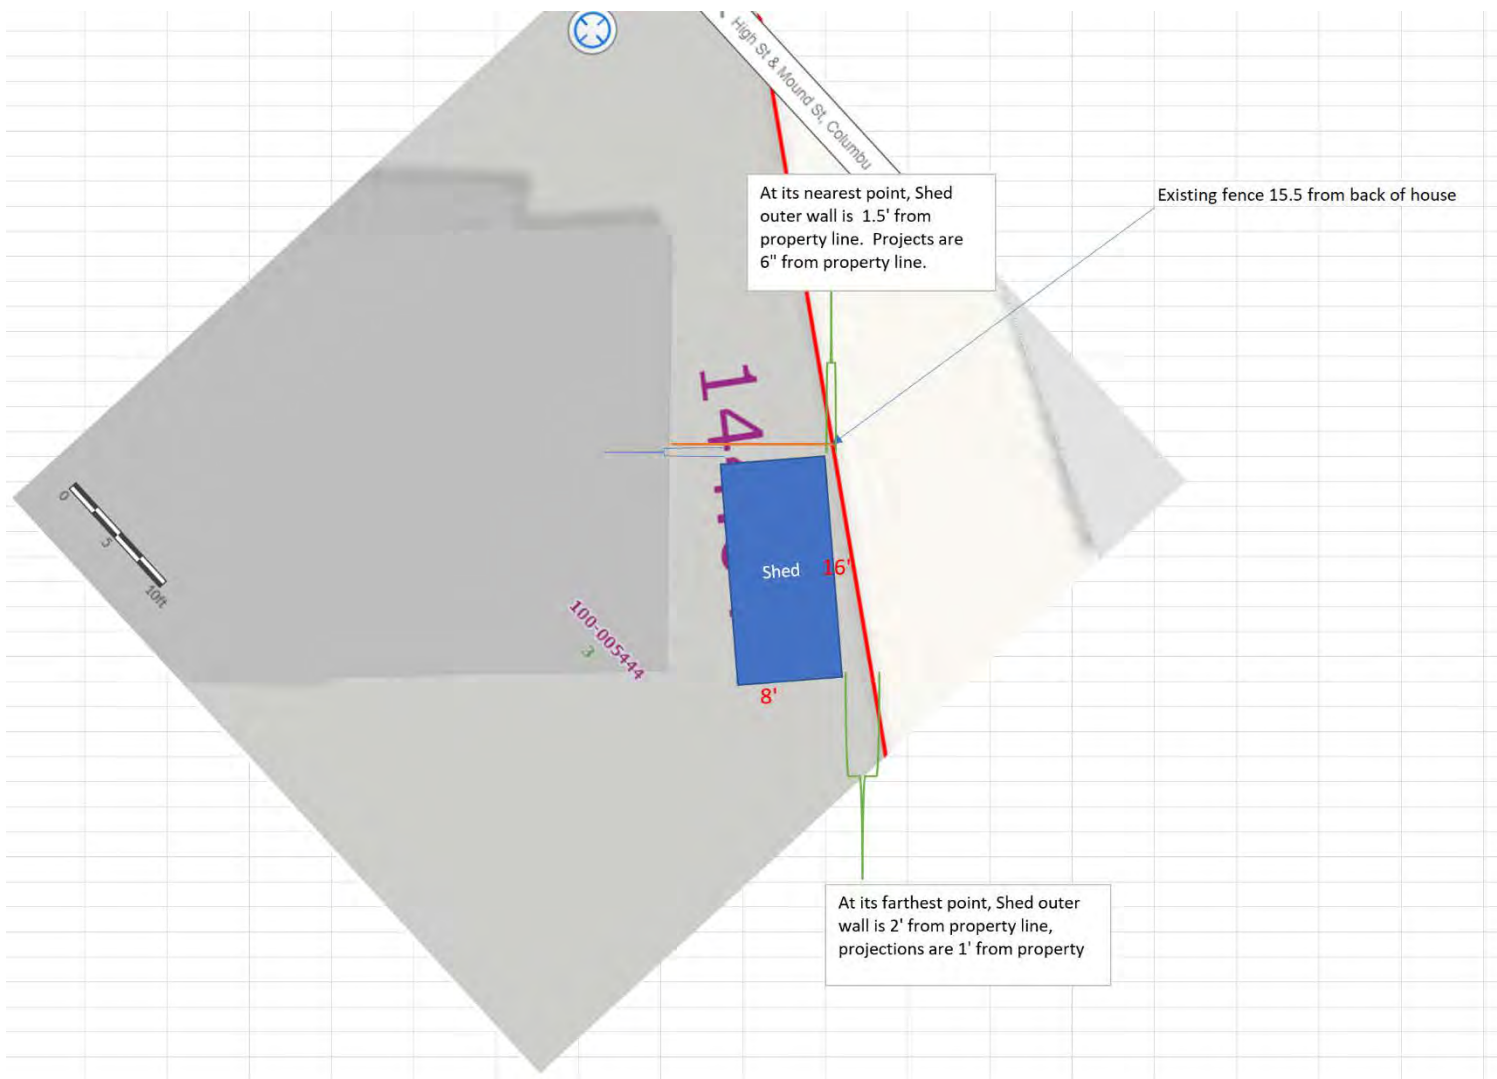 High St & Mound St, Columbu
At its nearest point, Shed
outer wall is 1.5' from
property line. Projects are
6" from property line.
Existing fence 15.5 from back of house
0
5
10ft
Shed
16'
100-005444
3
8'
At its farthest point, Shed outer
wall is 2' from property line,
projections are 1' from property